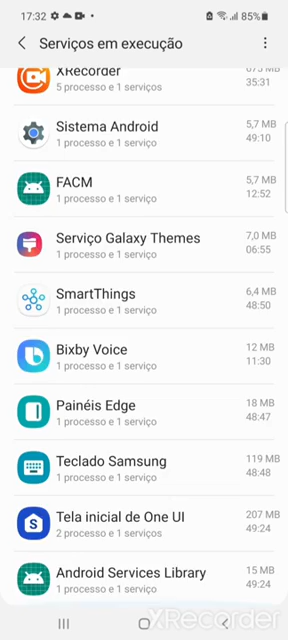 17:32
85%
Serviços em execução
XRecorder
673 MB
5 processo e 1 serviços
35:31
Sistema Android
5,7 MB
1 processo e 1 serviço
49:10
FACM
5,7 MB
1 processo e 1 serviço
12:52
Serviço Galaxy Themes
7,0 MB
1 processo e 1 serviço
06:55
SmartThings
6,4 MB
1 processo e 1 serviço
48:50
Bixby Voice
12 MB
1 processo e 1 serviço
11:30
Painéis Edge
18 MB
1 processo e 1 serviço
48:47
Teclado Samsung
119 MB
1 processo e 1 serviço
48:48
Tela inicial de One UI
207 MB
2 processo e 1 serviços
49:24
Android Services Library
15 MB
1 processo e 1 serviço
49:24
XRecorder